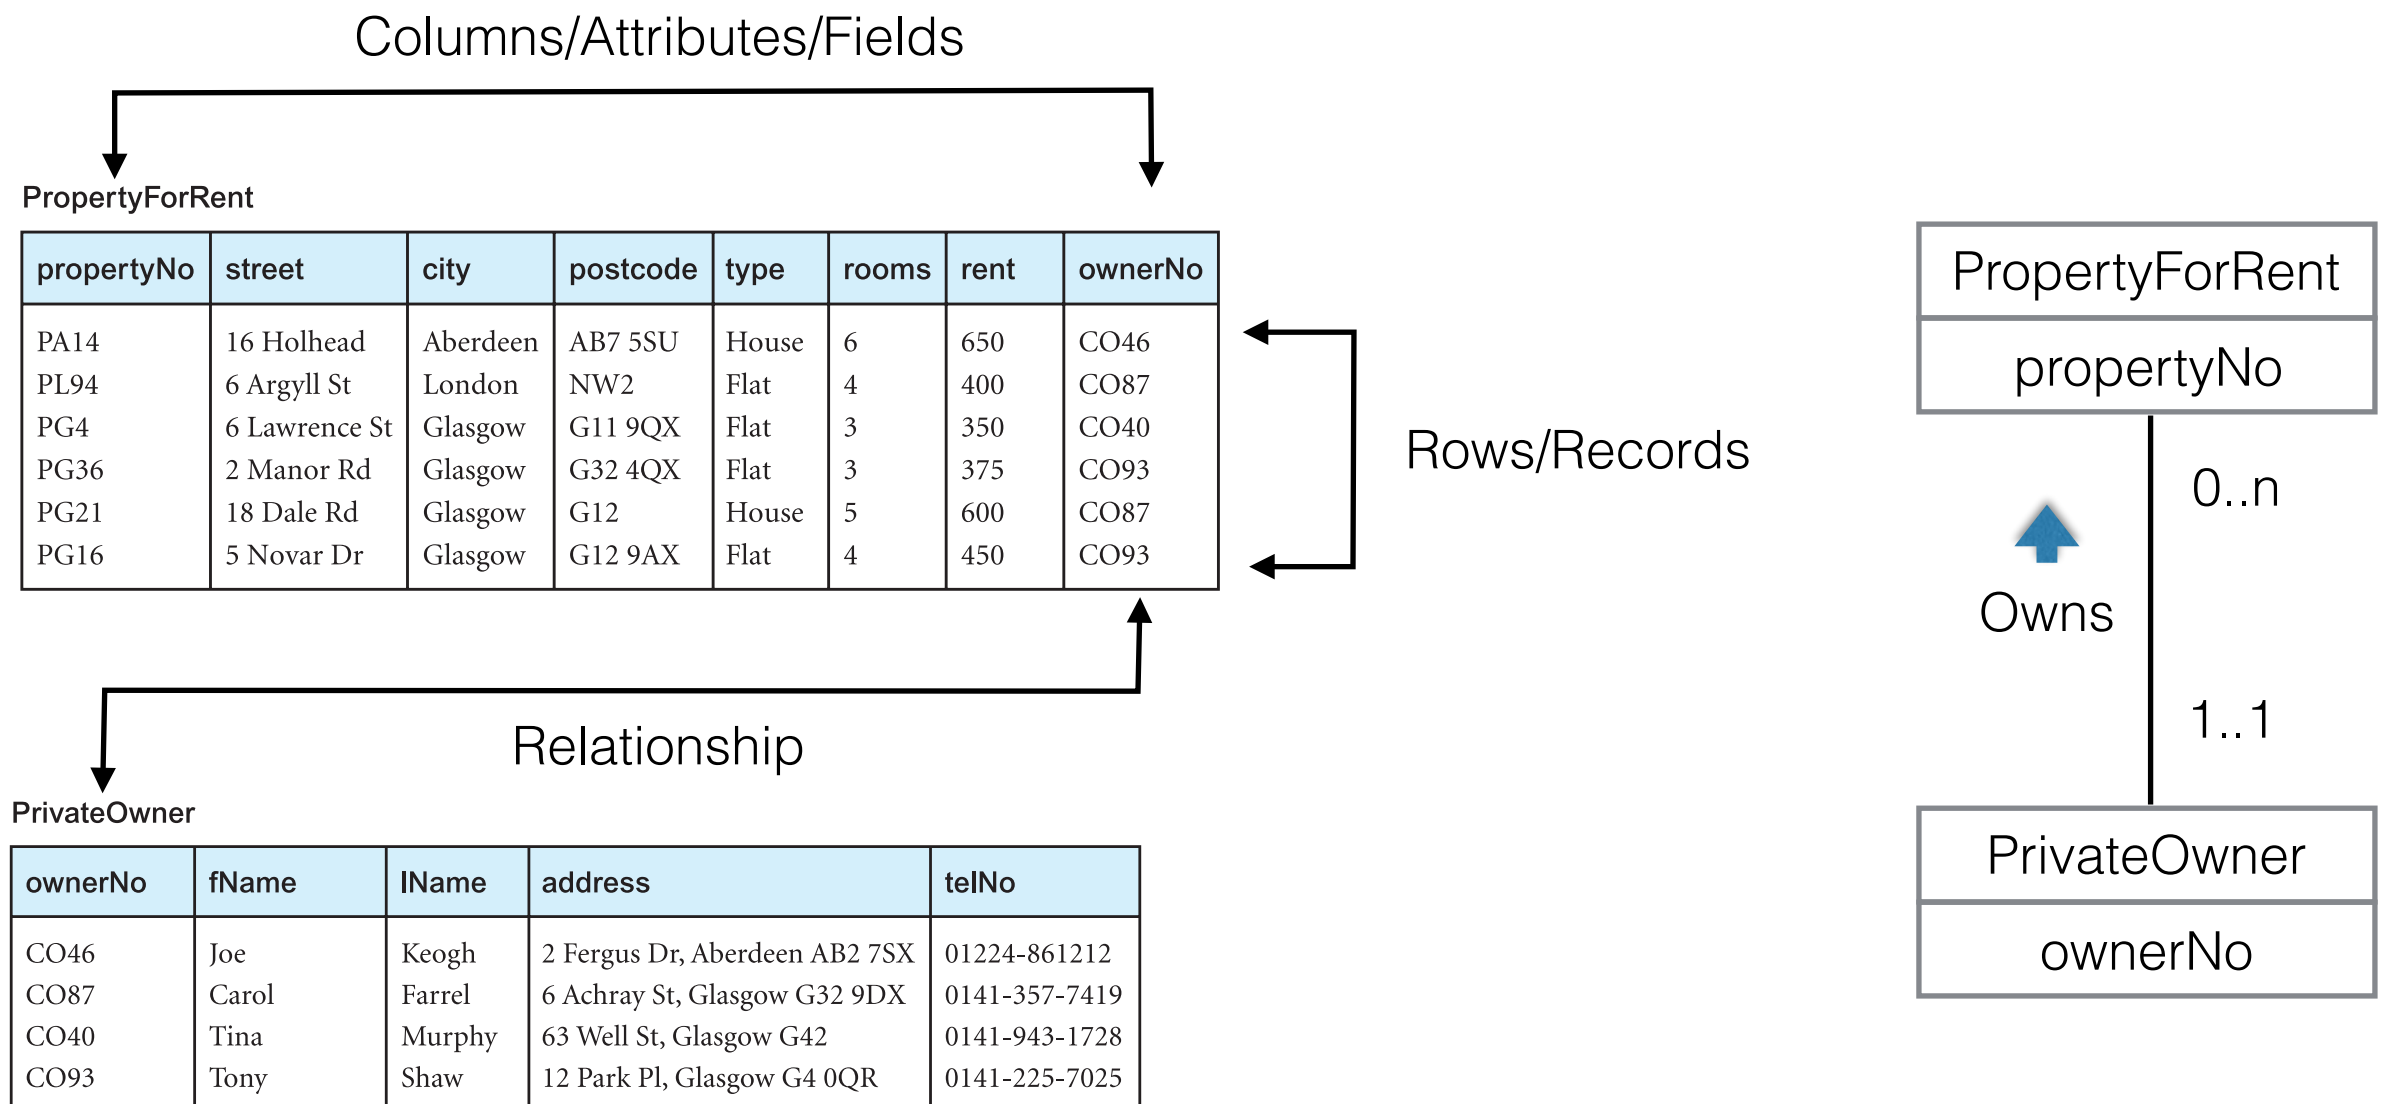 Columns/Attributes/Fields
PropertyForRent
propertyNo street city postcode type rooms rent ownerNo
PA14 16 Holhead Aberdeen AB7 5SU House 6 650 CO46
PL94 6 Argyll St London NW2 Flat 4 400 CO87
PG4 6 Lawrence St Glasgow G11 9QX Flat 3 350 CO40
PG36 2 Manor Rd Glasgow G32 4QX Flat 3 375 CO93
PG21 18 Dale Rd Glasgow G12 House 5 600 CO87
PG16 5 Novar Dr Glasgow G12 9AX Flat 4 450 CO93
Rows/Records
Relationship
PrivateOwner
ownerNo fName lName address telNo
CO46 Joe Keogh 2 Fergus Dr, Aberdeen AB2 7SX 01224-861212
CO87 Carol Farrel 6 Achray St, Glasgow G32 9DX 0141-357-7419
CO40 Tina Murphy 63 Well St, Glasgow G42 0141-943-1728
CO93 Tony Shaw 12 Park Pl, Glasgow G4 0QR 0141-225-7025
PropertyForRent
propertyNo
0..n
Owns
1..1
PrivateOwner
ownerNo